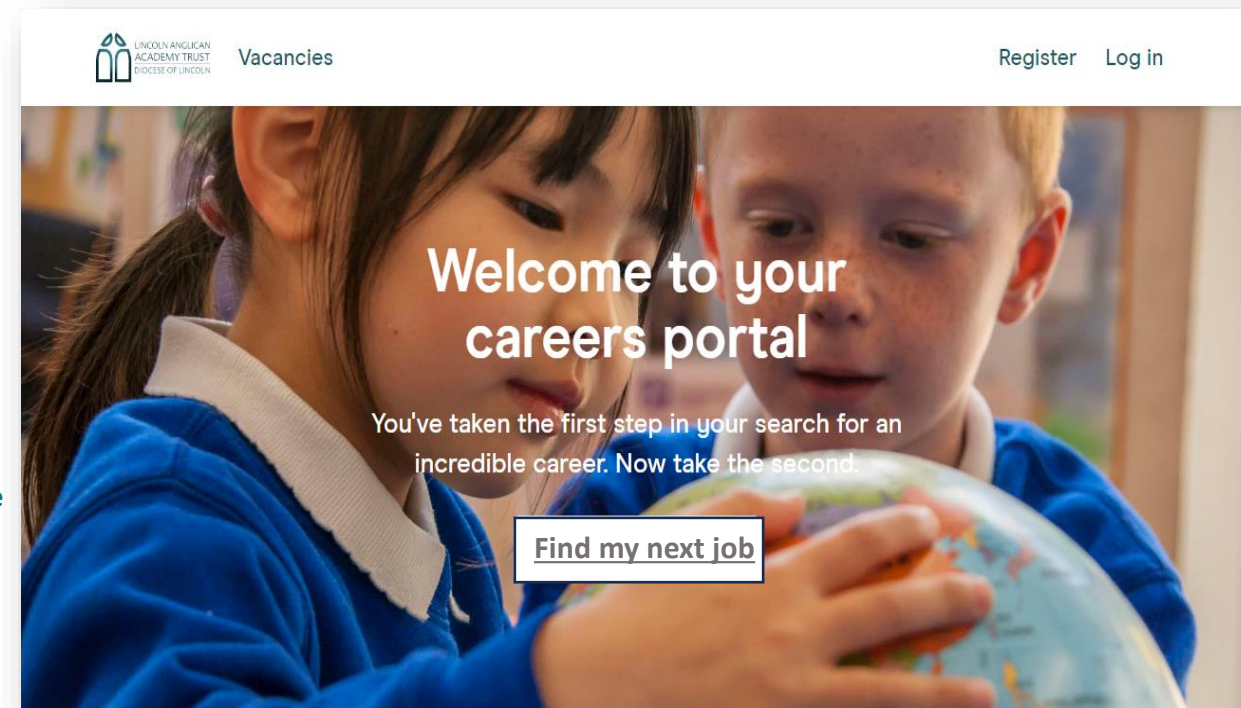 LINCOLN ANGLICAN
ACADEMY TRUST
DIOCESE OF LINCOLN
Vacancies
Register
Log in
Welcome to your
careers portal
You've taken the first step in your search for an
incredible career. Now take the second.
Find my next job